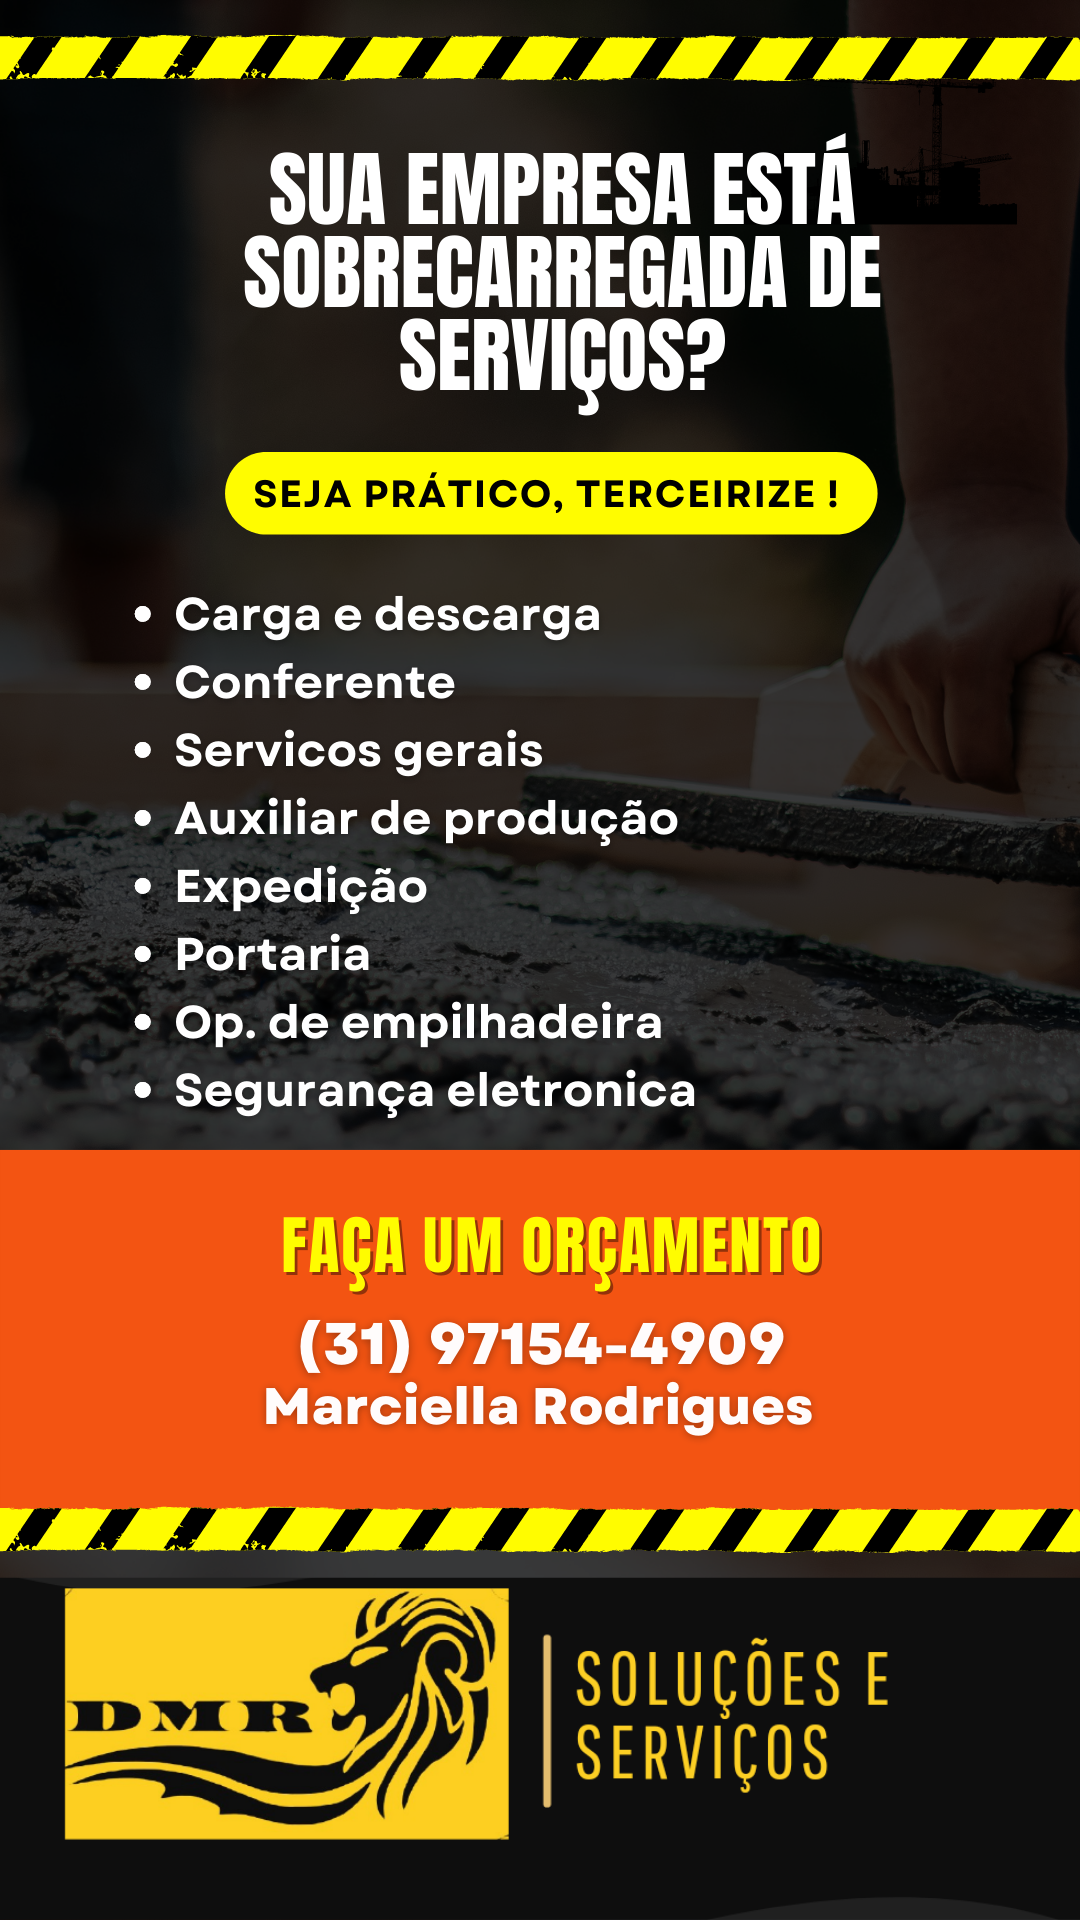 SUA EMPRESA ESTÁ
SOBRECARREGADA DE
SERVIÇOS?
SEJA PRÁTICO, TERCEIRIZE !
• Carga e descarga
• Conferente
• Servicos gerais
• Auxiliar de produção
• Expedição
• Portaria
• Op. de empilhadeira
• Segurança eletronica
FAÇA UM ORÇAMENTO
(31) 97154-4909
Marciella Rodrigues
DMR
SOLUÇÕES E
SERVIÇOS